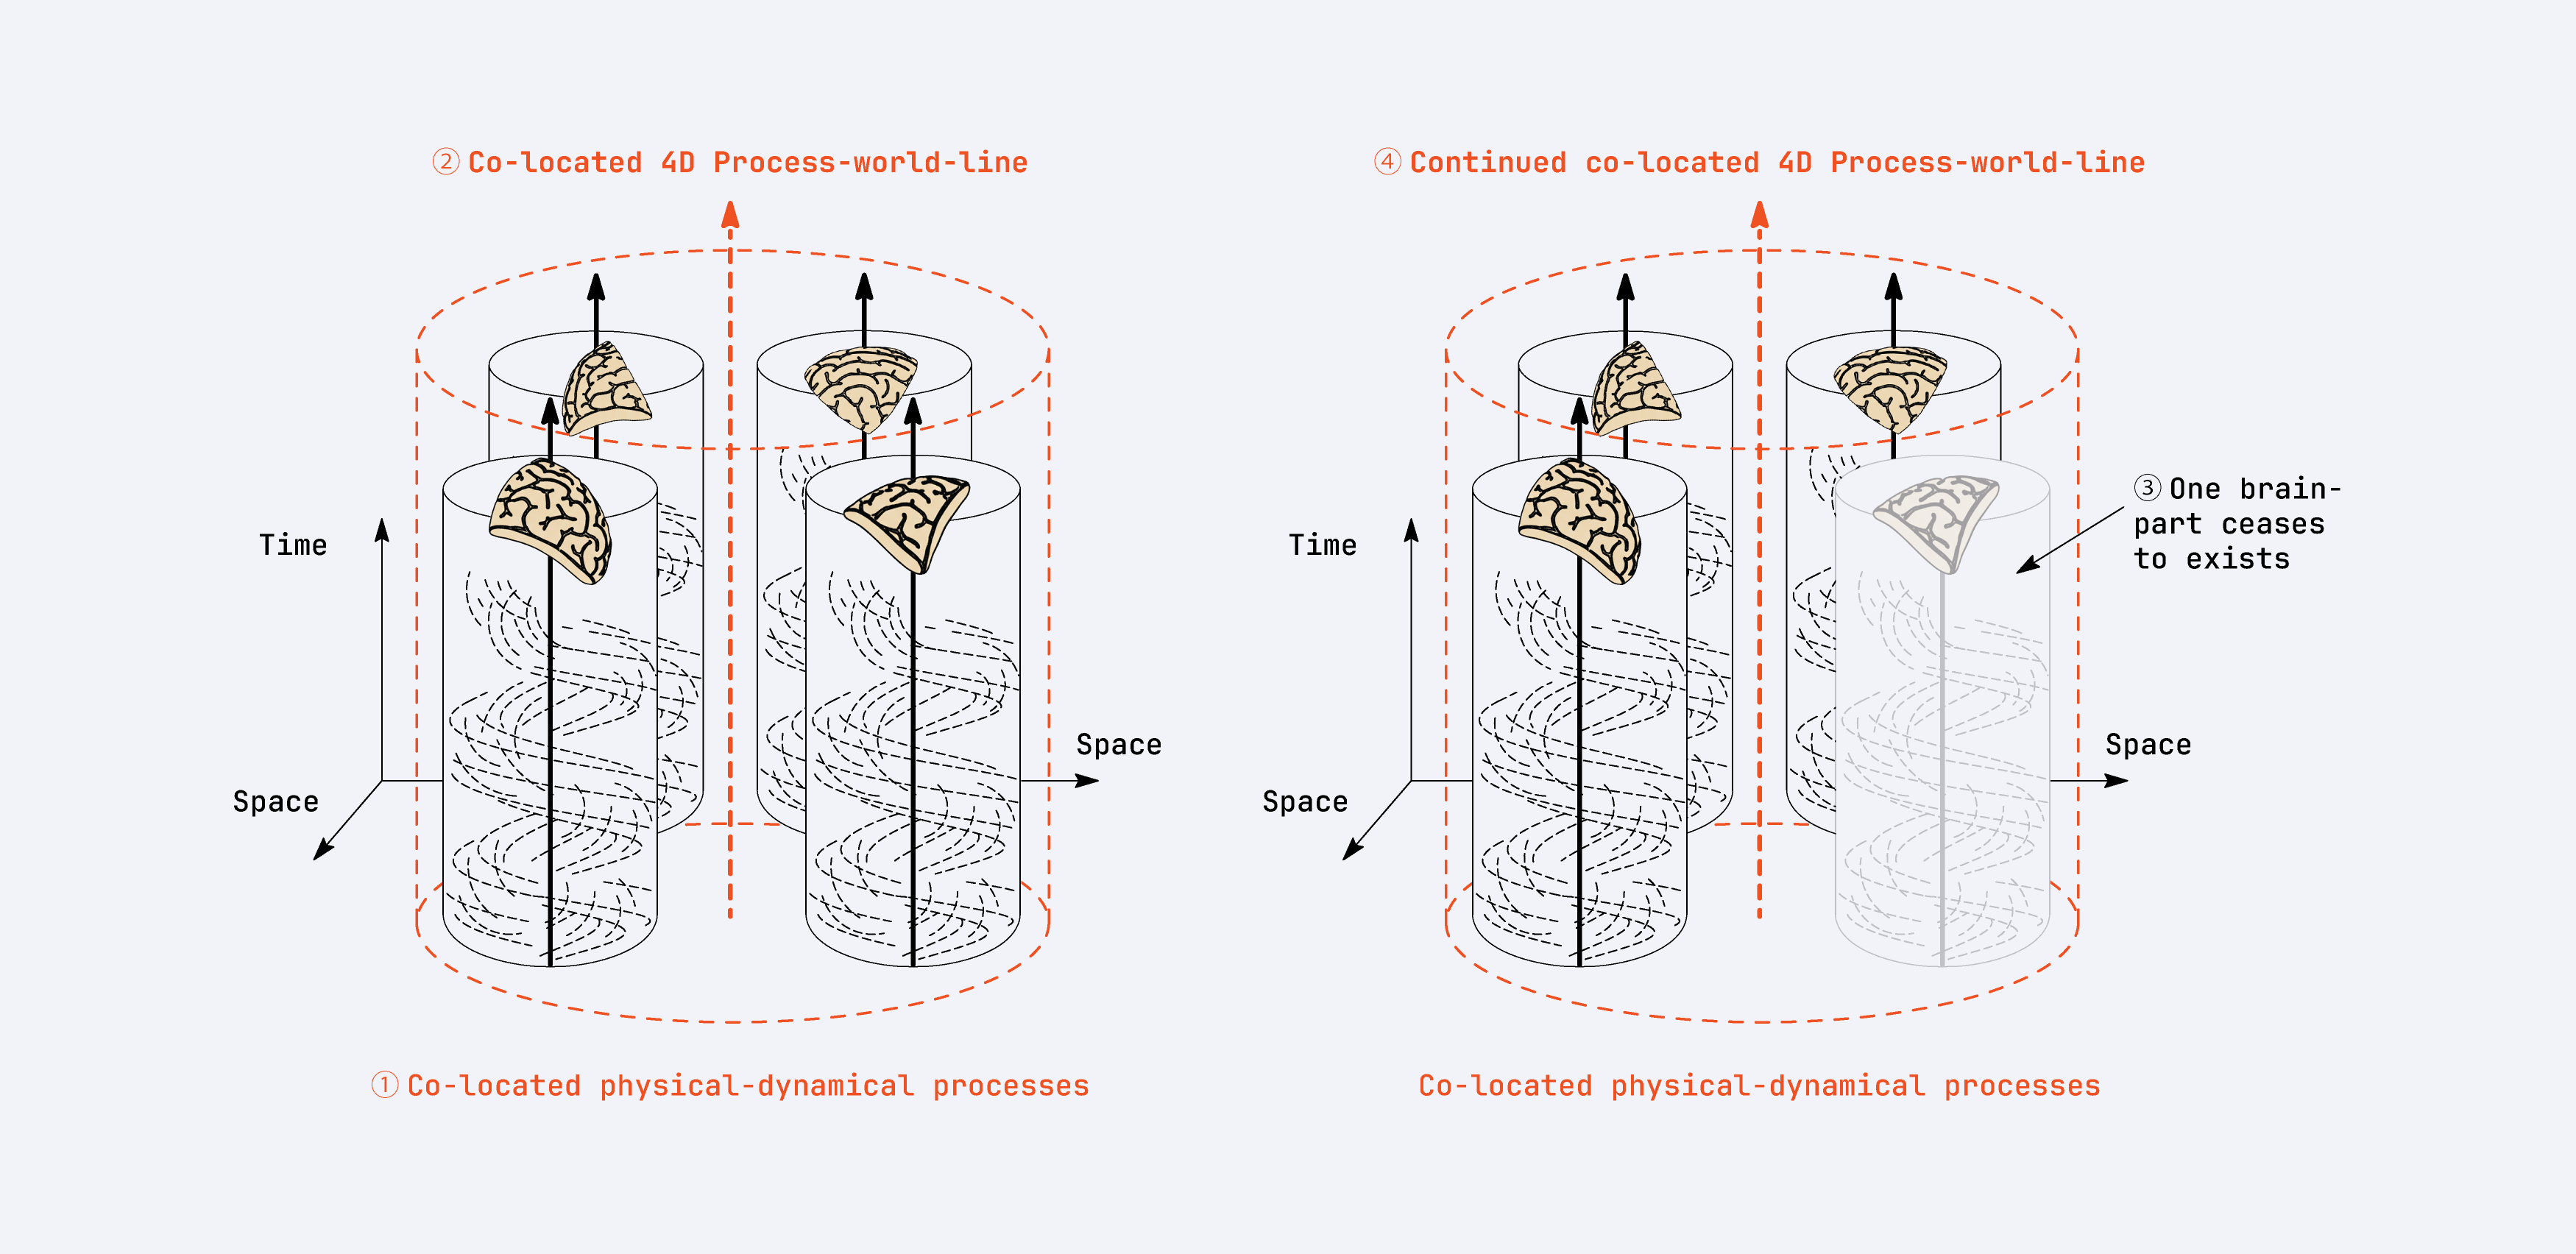 ② Co-located 4D Process-world-line
Time
Space
Space
① Co-located physical-dynamical processes
④ Continued co-located 4D Process-world-line
③ One brain-
part ceases
to exists
Time
Space
Space
Co-located physical-dynamical processes